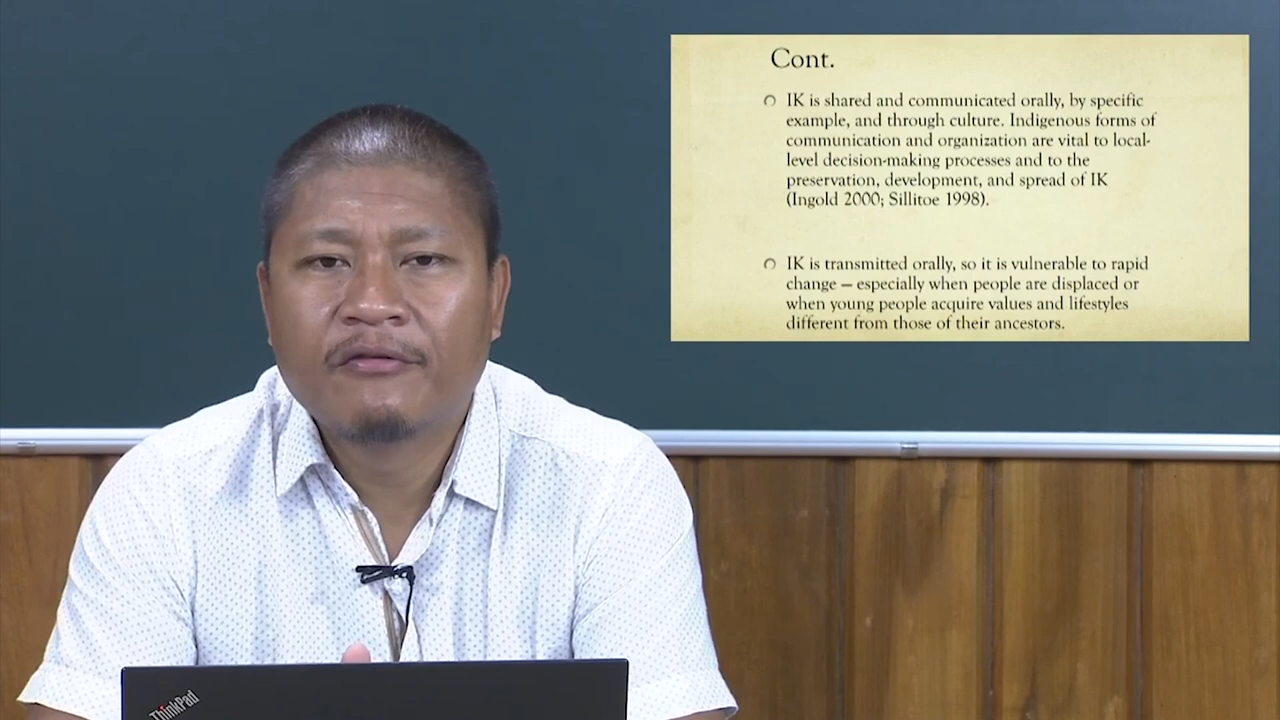 Cont.
IK is shared and communicated orally, by specific
example, and through culture. Indigenous forms of
communication and organization are vital to local-
level decision-making processes and to the
preservation, development, and spread of IK
(Ingold 2000; Sillitoe 1998).
IK is transmitted orally, so it is vulnerable to rapid
change – especially when people are displaced or
when young people acquire values and lifestyles
different from those of their ancestors.
ThinkPad